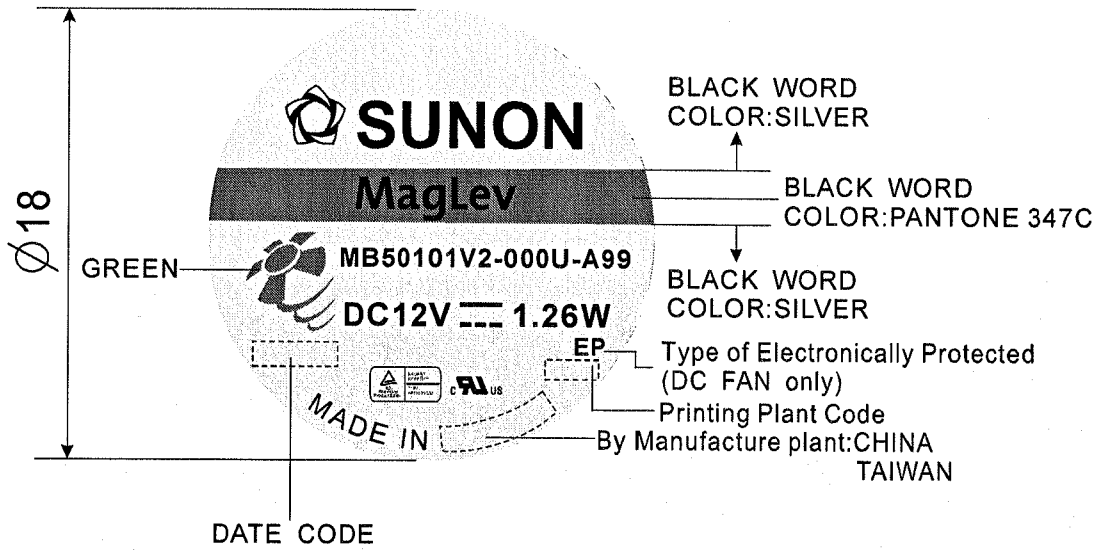 BLACK WORD
COLOR:SILVER
SUNON
MagLev
BLACK WORD
COLOR:PANTONE 347C
Ø18
GREEN
MB50101V2-000U-A99
BLACK WORD
COLOR:SILVER
DC12V 1.26W
EP
Type of Electronically Protected
(DC FAN only)
c US
Printing Plant Code
MADE IN
By Manufacture plant:CHINA
TAIWAN
DATE CODE